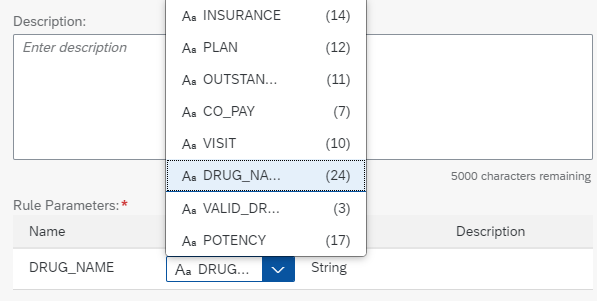 Description:
Enter description
Aa INSURANCE (14)
Aa PLAN (12)
Aa OUTSTAN... (11)
Aa CO_PAY (7)
Aa VISIT (10)
Aa DRUG_NA... (24)
Aa VALID_DR... (3)
Aa POTENCY (17)
5000 characters remaining
Rule Parameters:*
Name Description
DRUG_NAME Aa DRUG... String